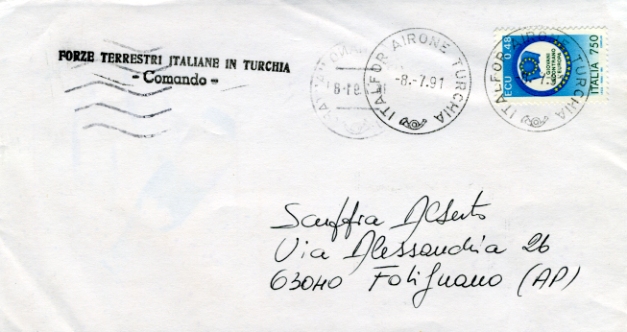 FORZE TERRESTRI ITALIANE IN TURCHIA
- Comando -
ITALFOR AIRONE TURCHIA
-8.-7.91
ITALFOR AIRONE TURCHIA
ECU 0.48
ITALIA 750
Alberto
Via Alessandria 26
63040 Folignano (AP)